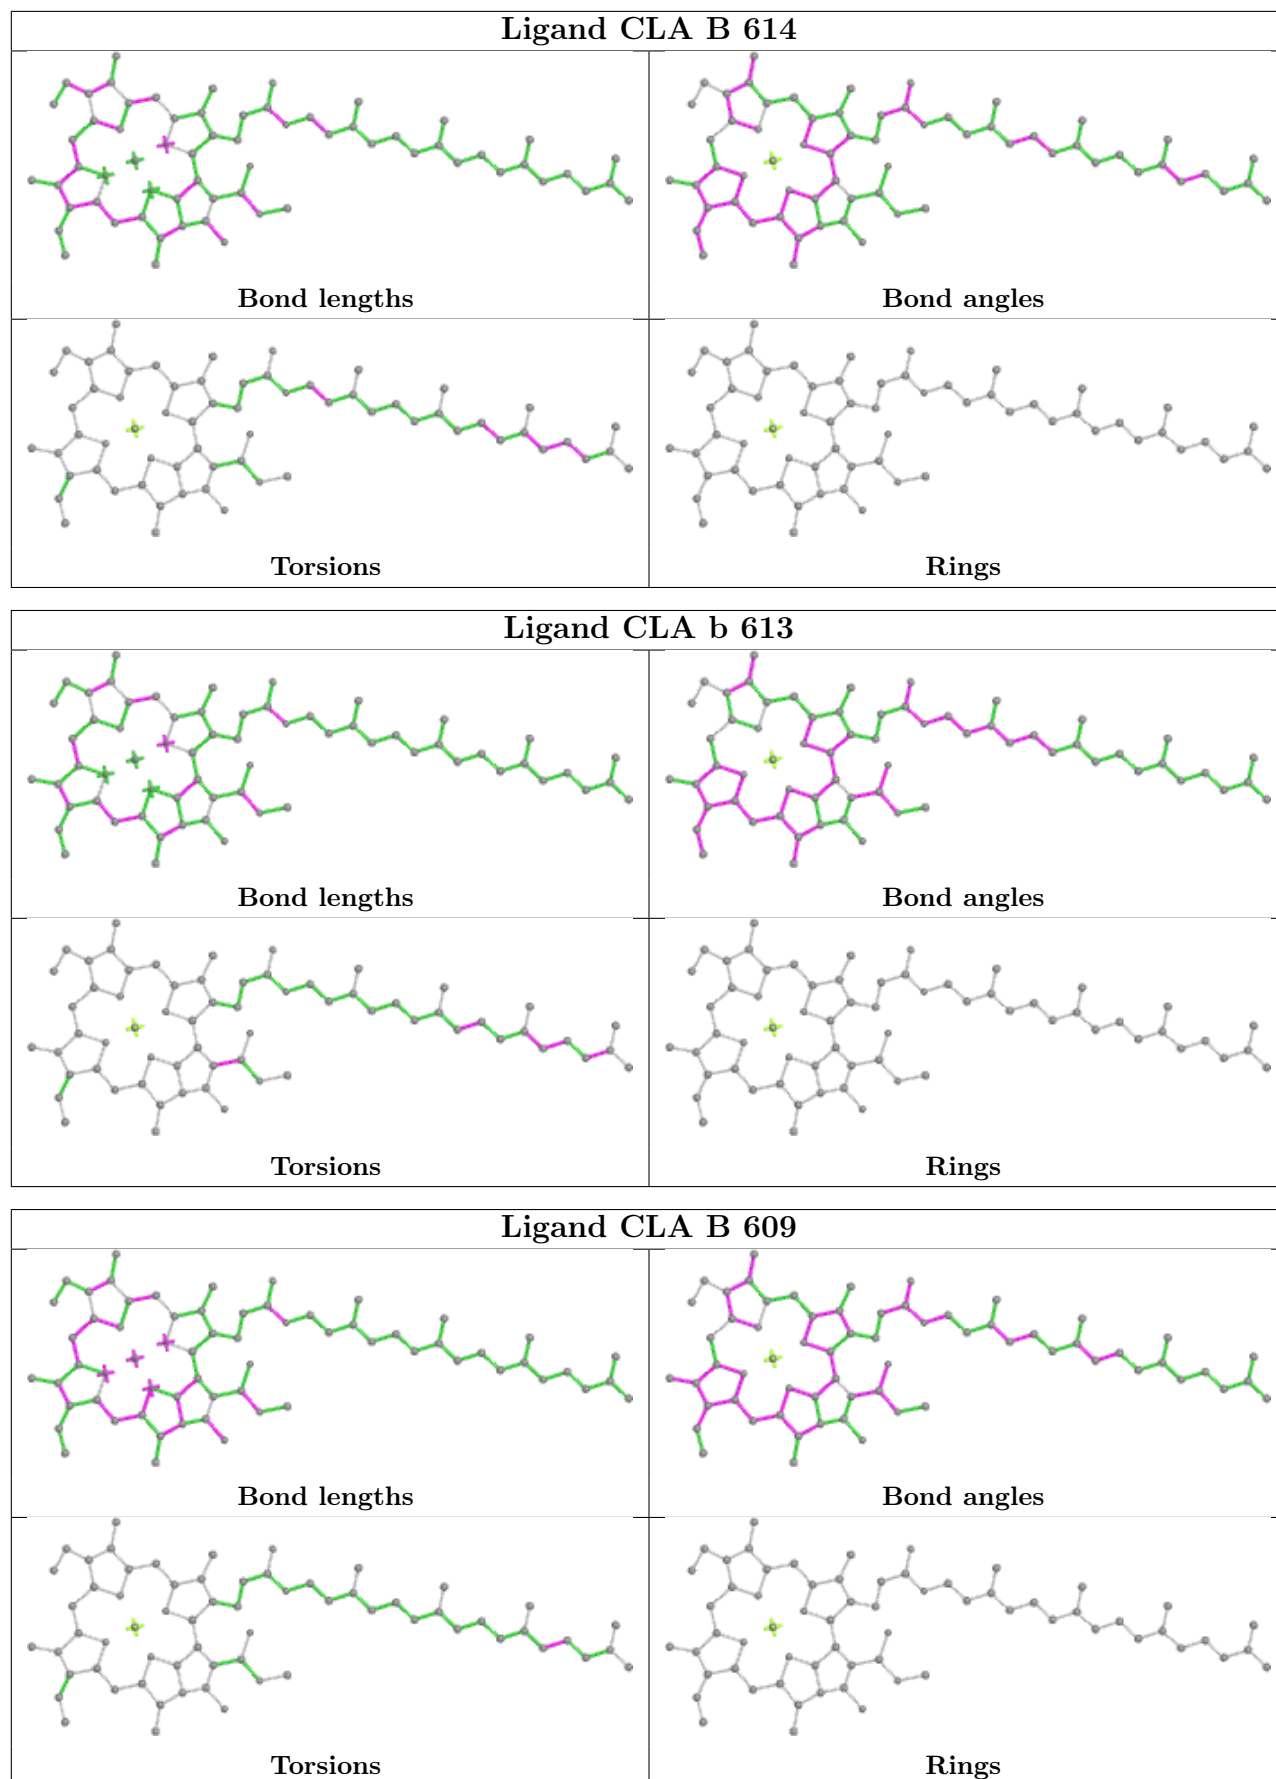 Ligand CLA B 614
Bond lengths
Bond angles
Torsions
Rings
Ligand CLA b 613
Bond lengths
Bond angles
Torsions
Rings
Ligand CLA B 609
Bond lengths
Bond angles
Torsions
Rings